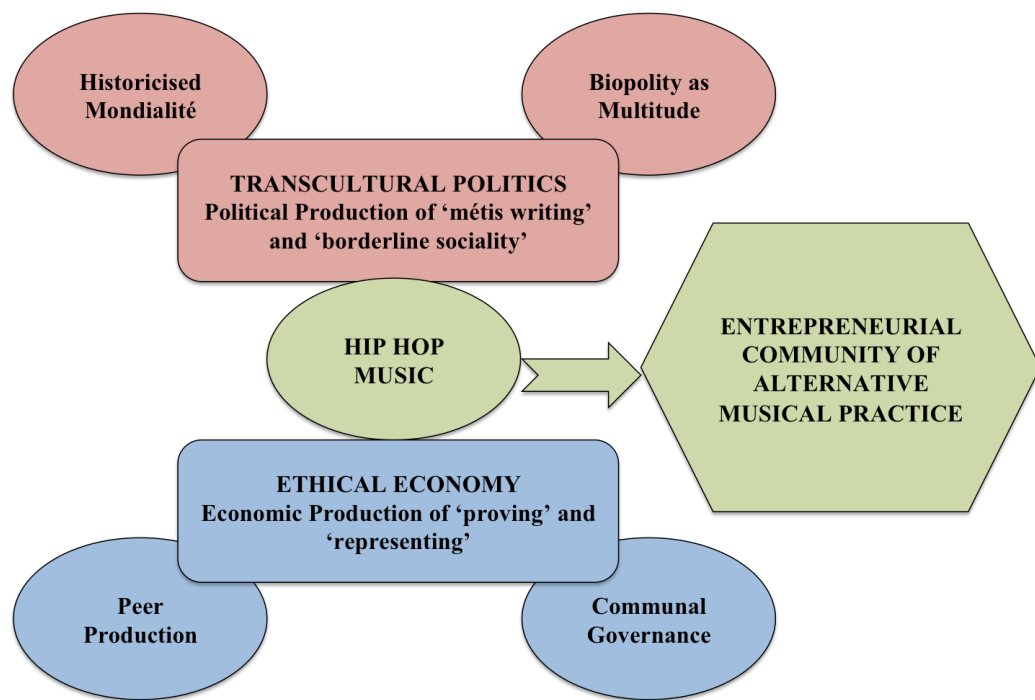 Historicised
Mondialité
Biopolity as
Multitude
TRANSCULTURAL POLITICS
Political Production of ‘métis writing’
and ‘borderline sociality’
HIP HOP
MUSIC
ENTREPRENEURIAL
COMMUNITY OF
ALTERNATIVE
MUSICAL PRACTICE
ETHICAL ECONOMY
Economic Production of ‘proving’ and
‘representing’
Peer
Production
Communal
Governance